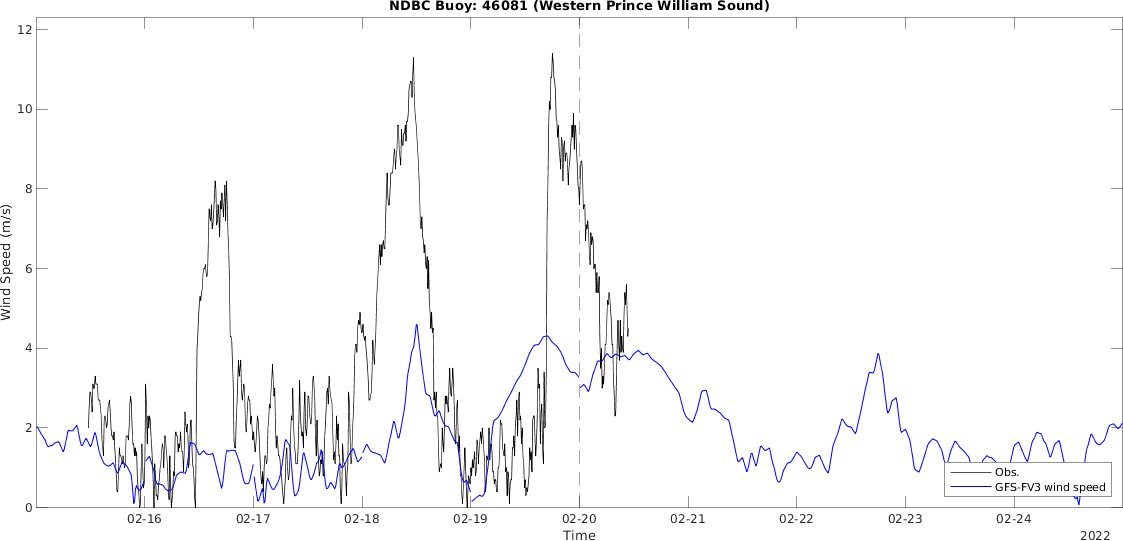 NDBC Buoy: 46081 (Western Prince William Sound)
Wind Speed (m/s)
12
10
8
6
4
2
0
02-16 02-17 02-18 02-19 02-20 02-21 02-22 02-23 02-24
Time
2022
Obs.
GFS-FV3 wind speed